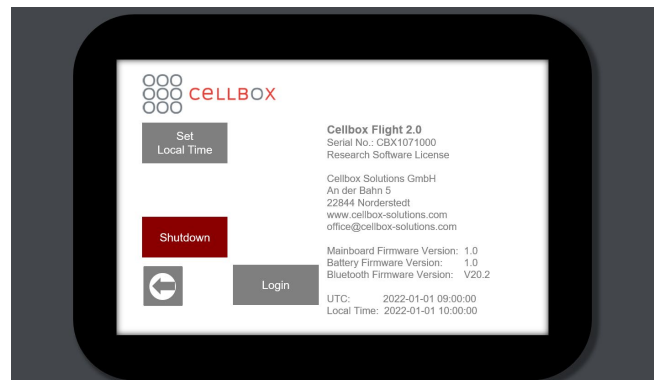 CELLBOX
Set
Local Time
Shutdown
Login
Cellbox Flight 2.0
Serial No.: CBX1071000
Research Software License
Cellbox Solutions GmbH
An der Bahn 5
22844 Norderstedt
www.cellbox-solutions.com
office@cellbox-solutions.com
Mainboard Firmware Version: 1.0
Battery Firmware Version: 1.0
Bluetooth Firmware Version: V20.2
UTC: 2022-01-01 09:00:00
Local Time: 2022-01-01 10:00:00